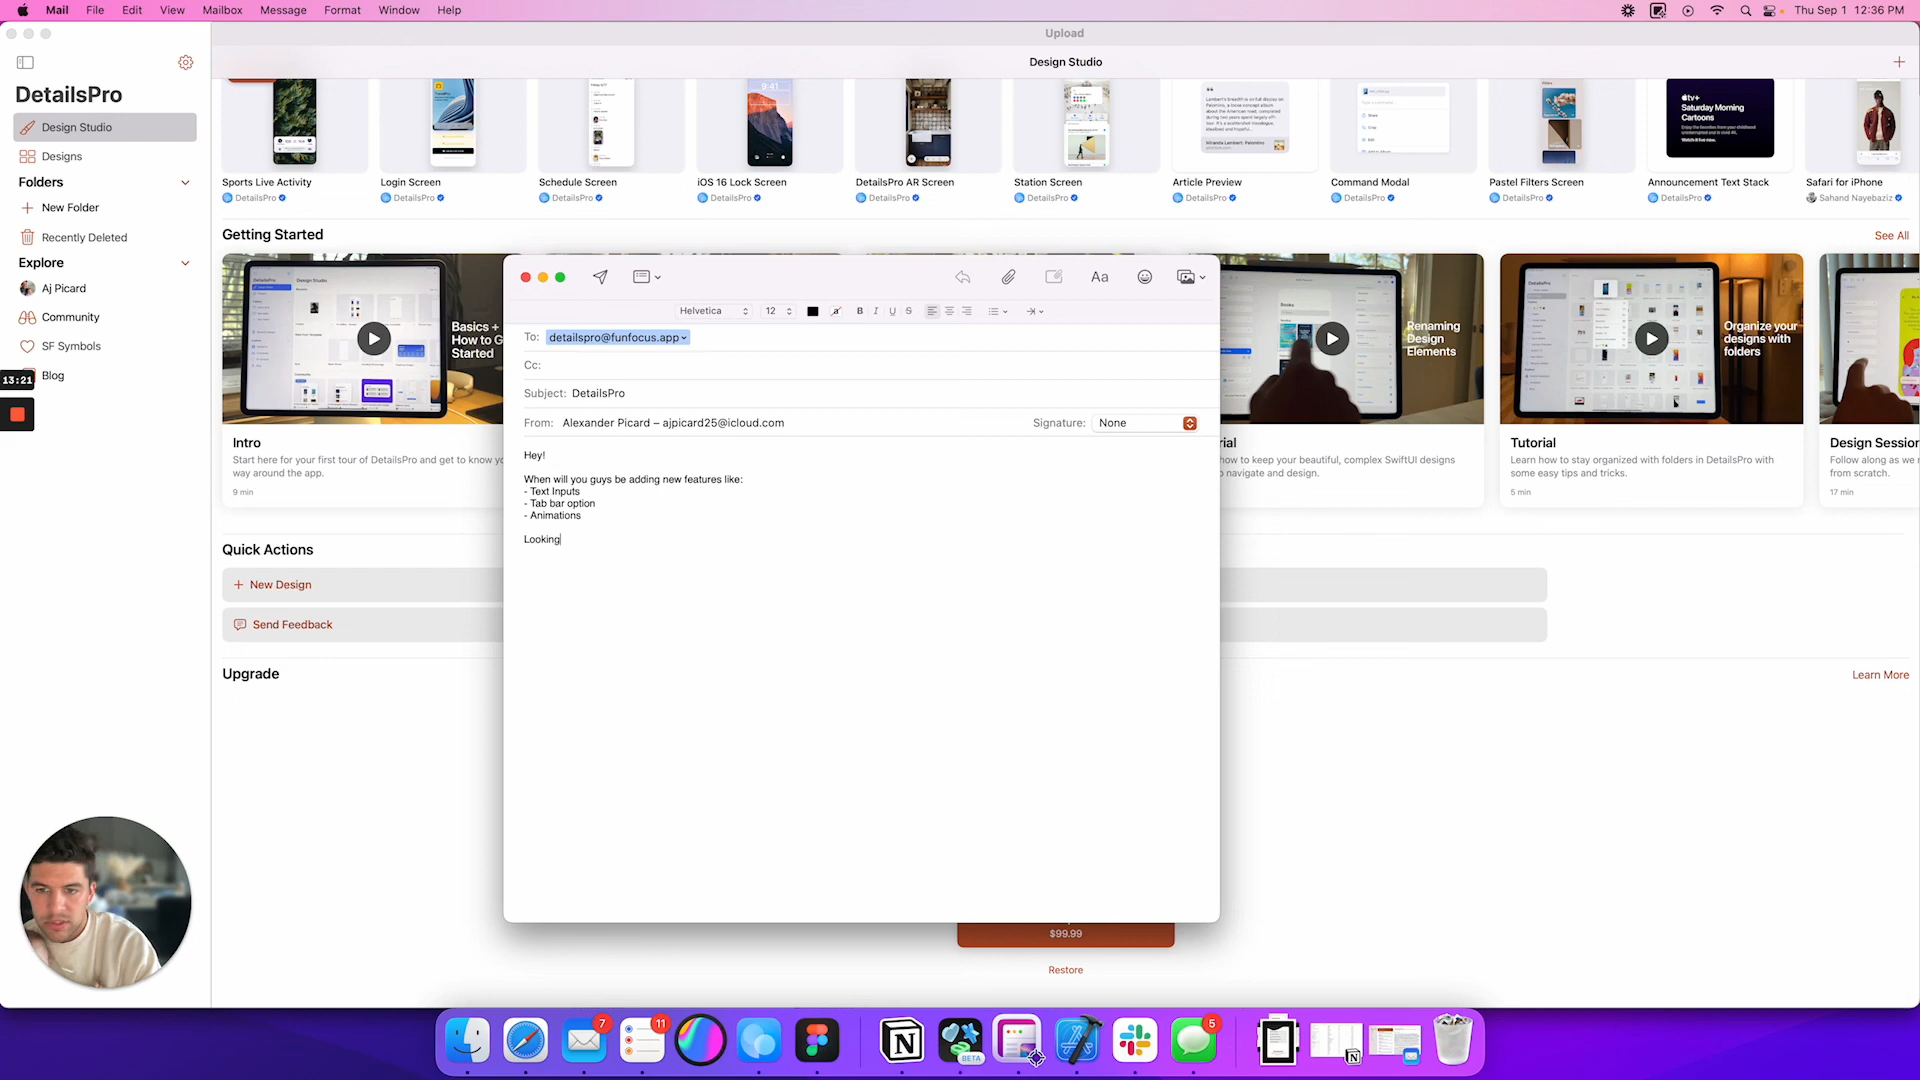 Mail File Edit View Mailbox Message Format Window Help
Thu Sep 1 12:36 PM
Upload
Design Studio
DetailsPro
Design Studio
Designs
Folders
New Folder
Recently Deleted
Explore
Aj Picard
Community
SF Symbols
Blog
13:21
9:41
tv+
Saturday Morning
Cartoons
Sports Live Activity
DetailsPro
Login Screen
DetailsPro
Schedule Screen
DetailsPro
iOS 16 Lock Screen
DetailsPro
DetailsPro AR Screen
DetailsPro
Station Screen
DetailsPro
Article Preview
DetailsPro
Command Modal
DetailsPro
Pastel Filters Screen
DetailsPro
Announcement Text Stack
DetailsPro
Safari for iPhone
Sahand Nayebaziz
Getting Started
See All
Basics +
How to G
Started
Renaming
Design
Elements
Organize your
designs with
folders
Intro
Start here for your first tour of DetailsPro and get to know yo
way around the app.
9 min
rial
how to keep your beautiful, complex SwiftUI designs
to navigate and design.
Tutorial
Learn how to stay organized with folders in DetailsPro with
some easy tips and tricks.
5 min
Design Session
Follow along as we r
from scratch.
17 min
Helvetica
12
B I U S
To: detailspro@funfocus.app
Cc:
Subject: DetailsPro
From: Alexander Picard – ajpicard25@icloud.com
Signature: None
Hey!
When will you guys be adding new features like:
- Text Inputs
- Tab bar option
- Animations
Looking
Quick Actions
New Design
Send Feedback
Upgrade
Learn More
$99.99
Restore
7
11
BETA
5